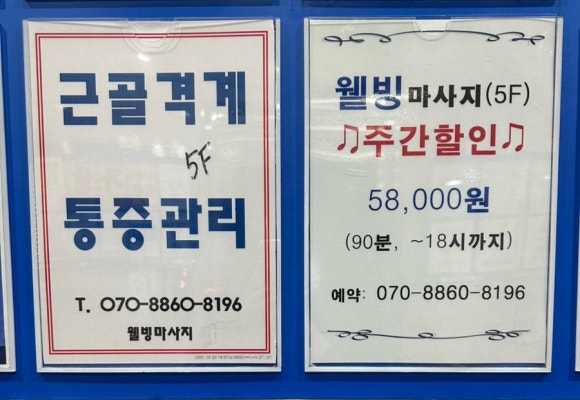 근골격계
5F
통증관리
T. 070-8860-8196
웰빙마사지
웰빙마사지(5F)
♫주간할인♫
58,000원
(90분, ~18시까지)
예약: 070-8860-8196